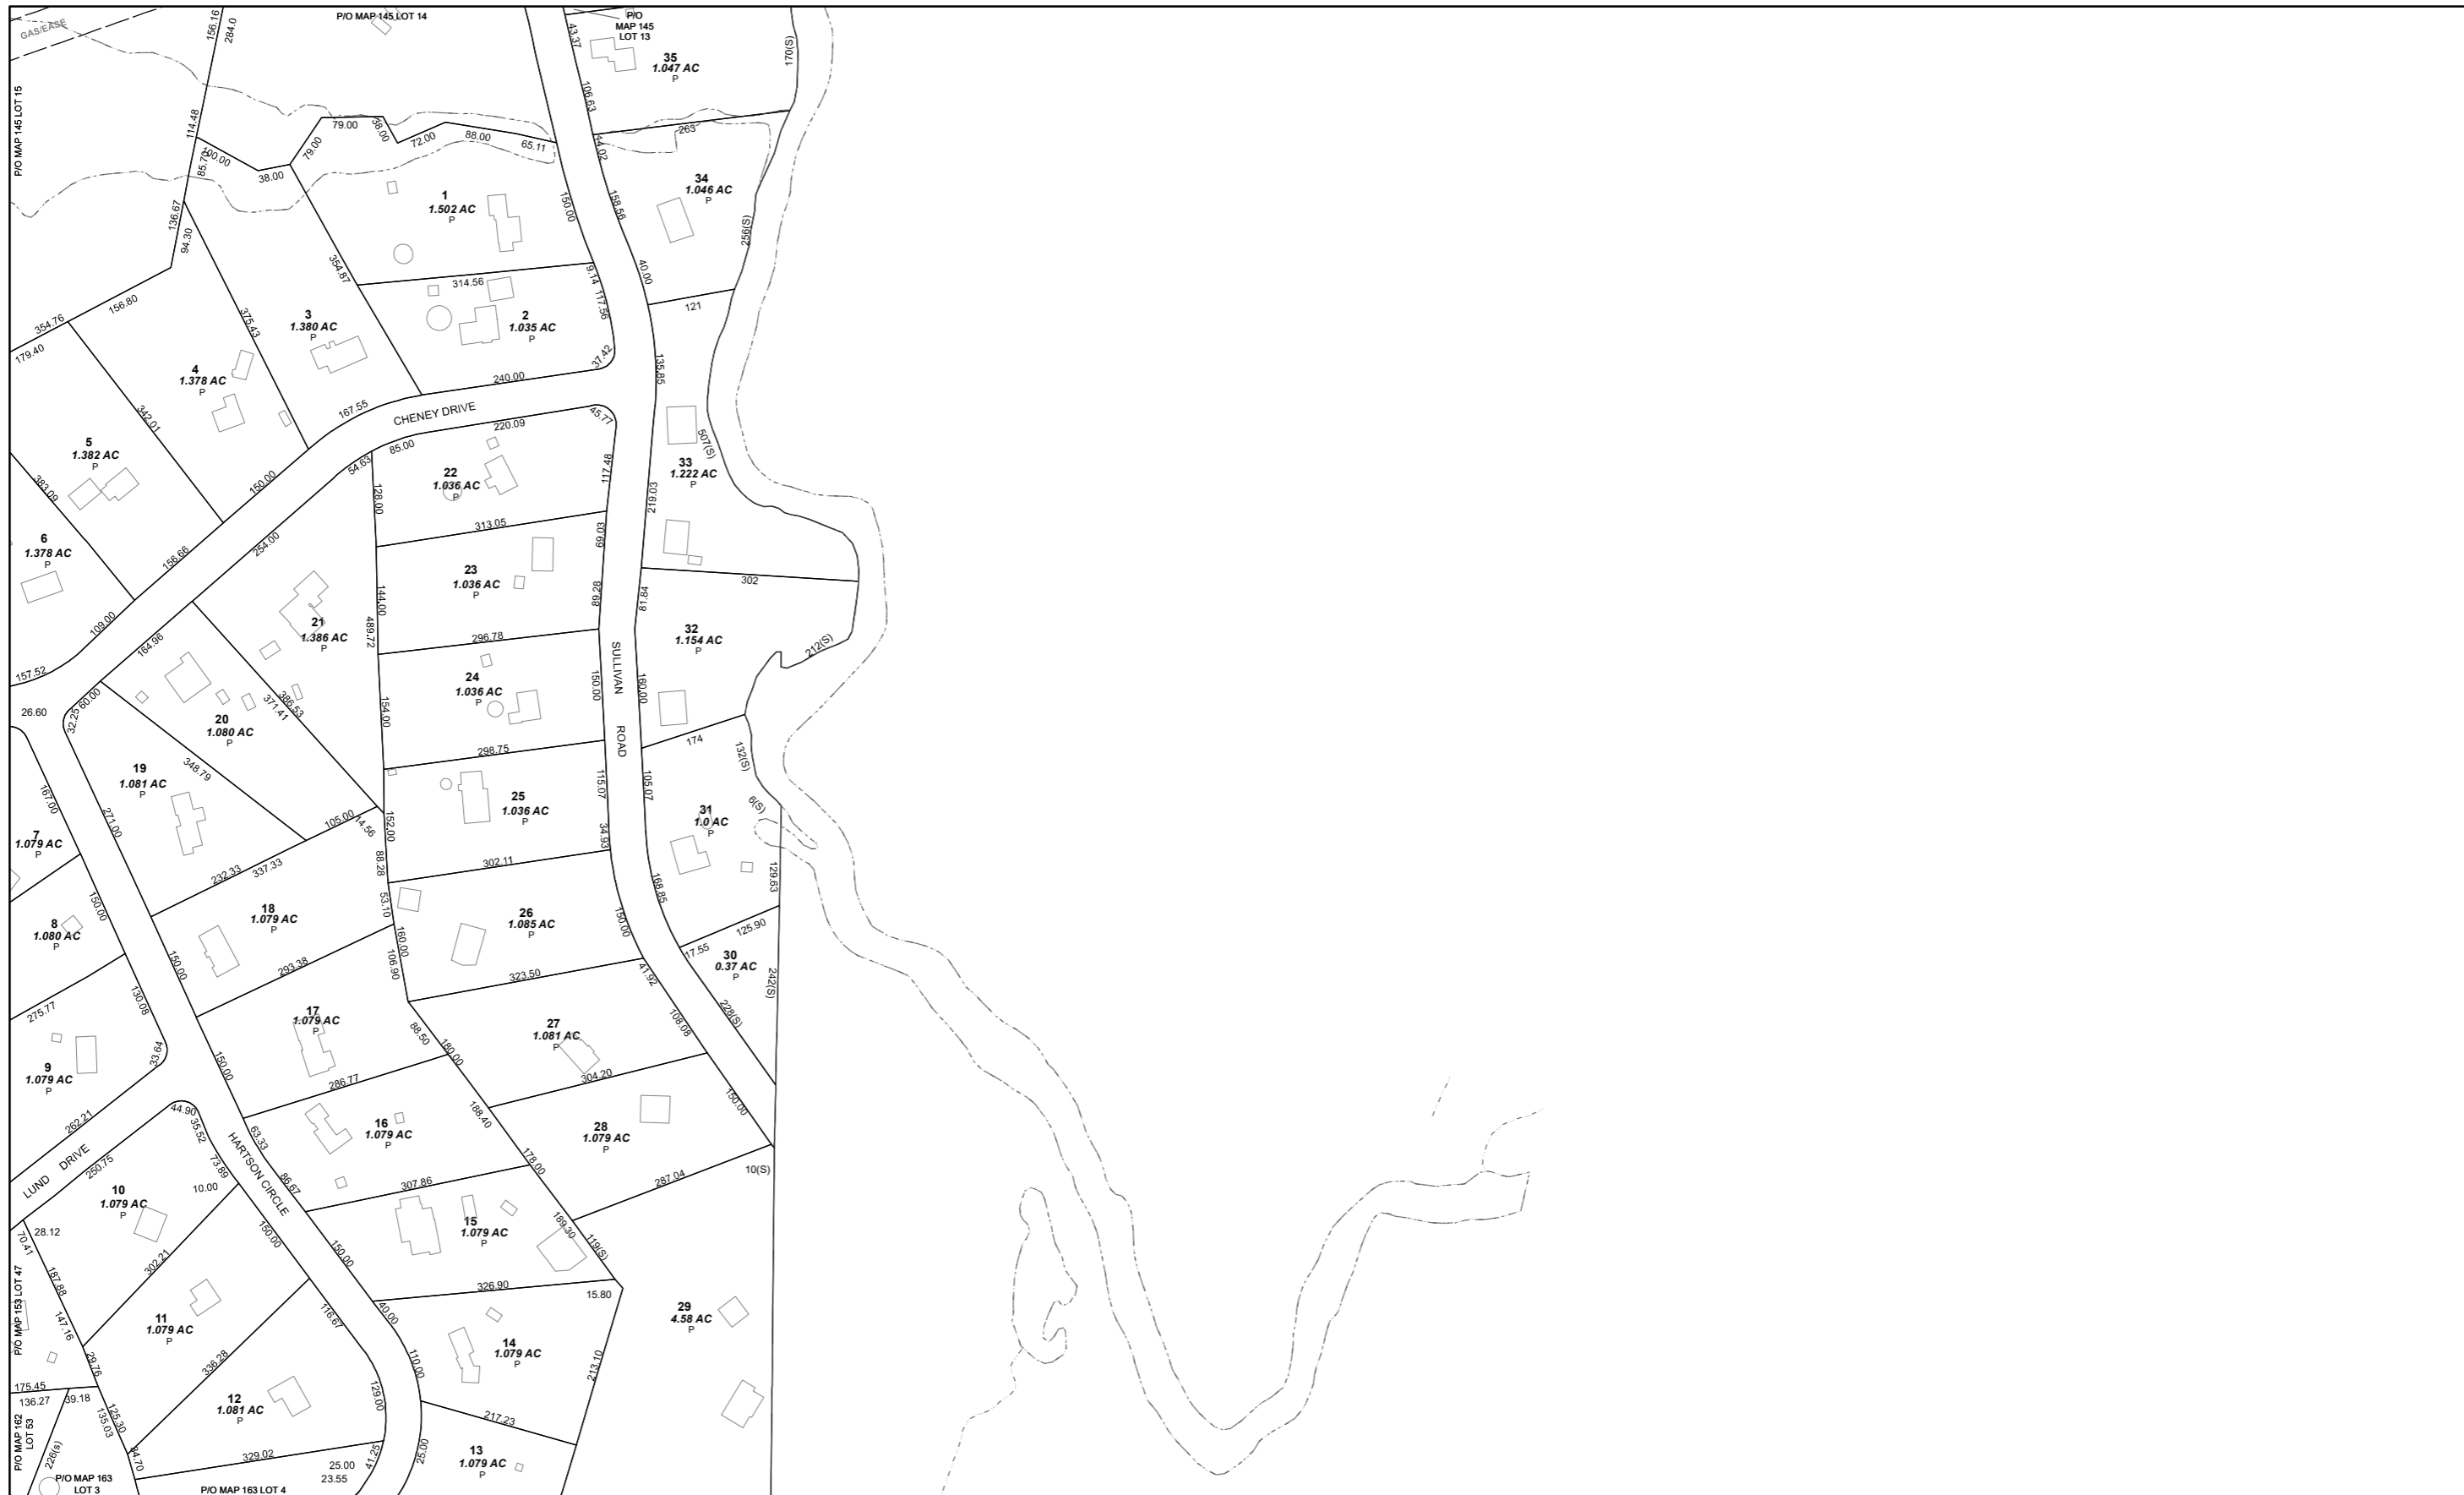 GAS/EASE
156.16
284.0
P/O MAP 145 LOT 14
43.37
P/O
MAP 145
LOT 13
170(S)
35
1.047 AC
P
P/O MAP 145 LOT 15
114.48
106.63
79.00
38.00
72.00
88.00
65.11
263
44.02
100.00
85.70
79.00
38.00
1
1.502 AC
P
150.00
158.56
34
1.046 AC
P
136.67
94.30
256(S)
354.87
314.56
9.14
40.00
156.80
117.56
121
354.76
179.40
375.43
3
1.380 AC
P
2
1.035 AC
P
37.42
135.85
4
1.378 AC
P
240.00
342.01
167.55
CHENEY DRIVE
220.09
45.77
507(S)
5
1.382 AC
P
85.00
54.63
22
1.036 AC
P
117.48
33
1.222 AC
P
383.09
150.00
128.00
219.03
313.05
69.03
6
1.378 AC
P
156.66
254.00
23
1.036 AC
P
302
144.00
89.28
81.84
109.00
21
1.386 AC
P
489.72
296.78
32
1.154 AC
P
212(S)
164.96
157.52
SULLIVAN
ROAD
24
1.036 AC
P
150.00
160.00
60.00
386.53
371.41
26.60
32.25
154.00
20
1.080 AC
P
298.75
174
132(S)
19
1.081 AC
P
348.79
167.00
115.07
105.07
25
1.036 AC
P
6(S)
271.00
105.00
14.56
152.00
31
1.0 AC
P
7
1.079 AC
P
34.93
88.28
302.11
232.33
337.33
129.63
168.85
53.10
150.00
18
1.079 AC
P
26
1.085 AC
P
150.00
8
1.080 AC
P
125.90
160.00
17.55
30
0.37 AC
P
150.00
293.38
106.90
323.50
41.92
242(S)
130.08
275.77
17
1.079 AC
P
88.50
27
1.081 AC
P
108.08
228(S)
33.64
180.00
9
1.079 AC
P
150.00
286.77
304.20
150.00
44.90
188.40
262.21
35.52
63.33
16
1.079 AC
P
28
1.079 AC
P
LUND DRIVE
250.75
73.89
HARTSON CIRCLE
178.00
10(S)
10
1.079 AC
P
10.00
86.67
307.86
287.04
28.12
70.41
150.00
150.00
15
1.079 AC
P
189.30
119(S)
302.21
187.88
P/O MAP 153 LOT 47
326.90
15.80
147.16
11
1.079 AC
P
116.67
40.00
29
4.58 AC
P
14
1.079 AC
P
29.76
336.28
110.00
213.10
175.45
136.27
39.18
12
1.081 AC
P
129.00
125.30
135.03
217.23
P/O MAP 162
LOT 53
226(s)
34.70
329.02
41.25
25.00
25.00
23.55
13
1.079 AC
P
P/O MAP 163
LOT 3
P/O MAP 163 LOT 4